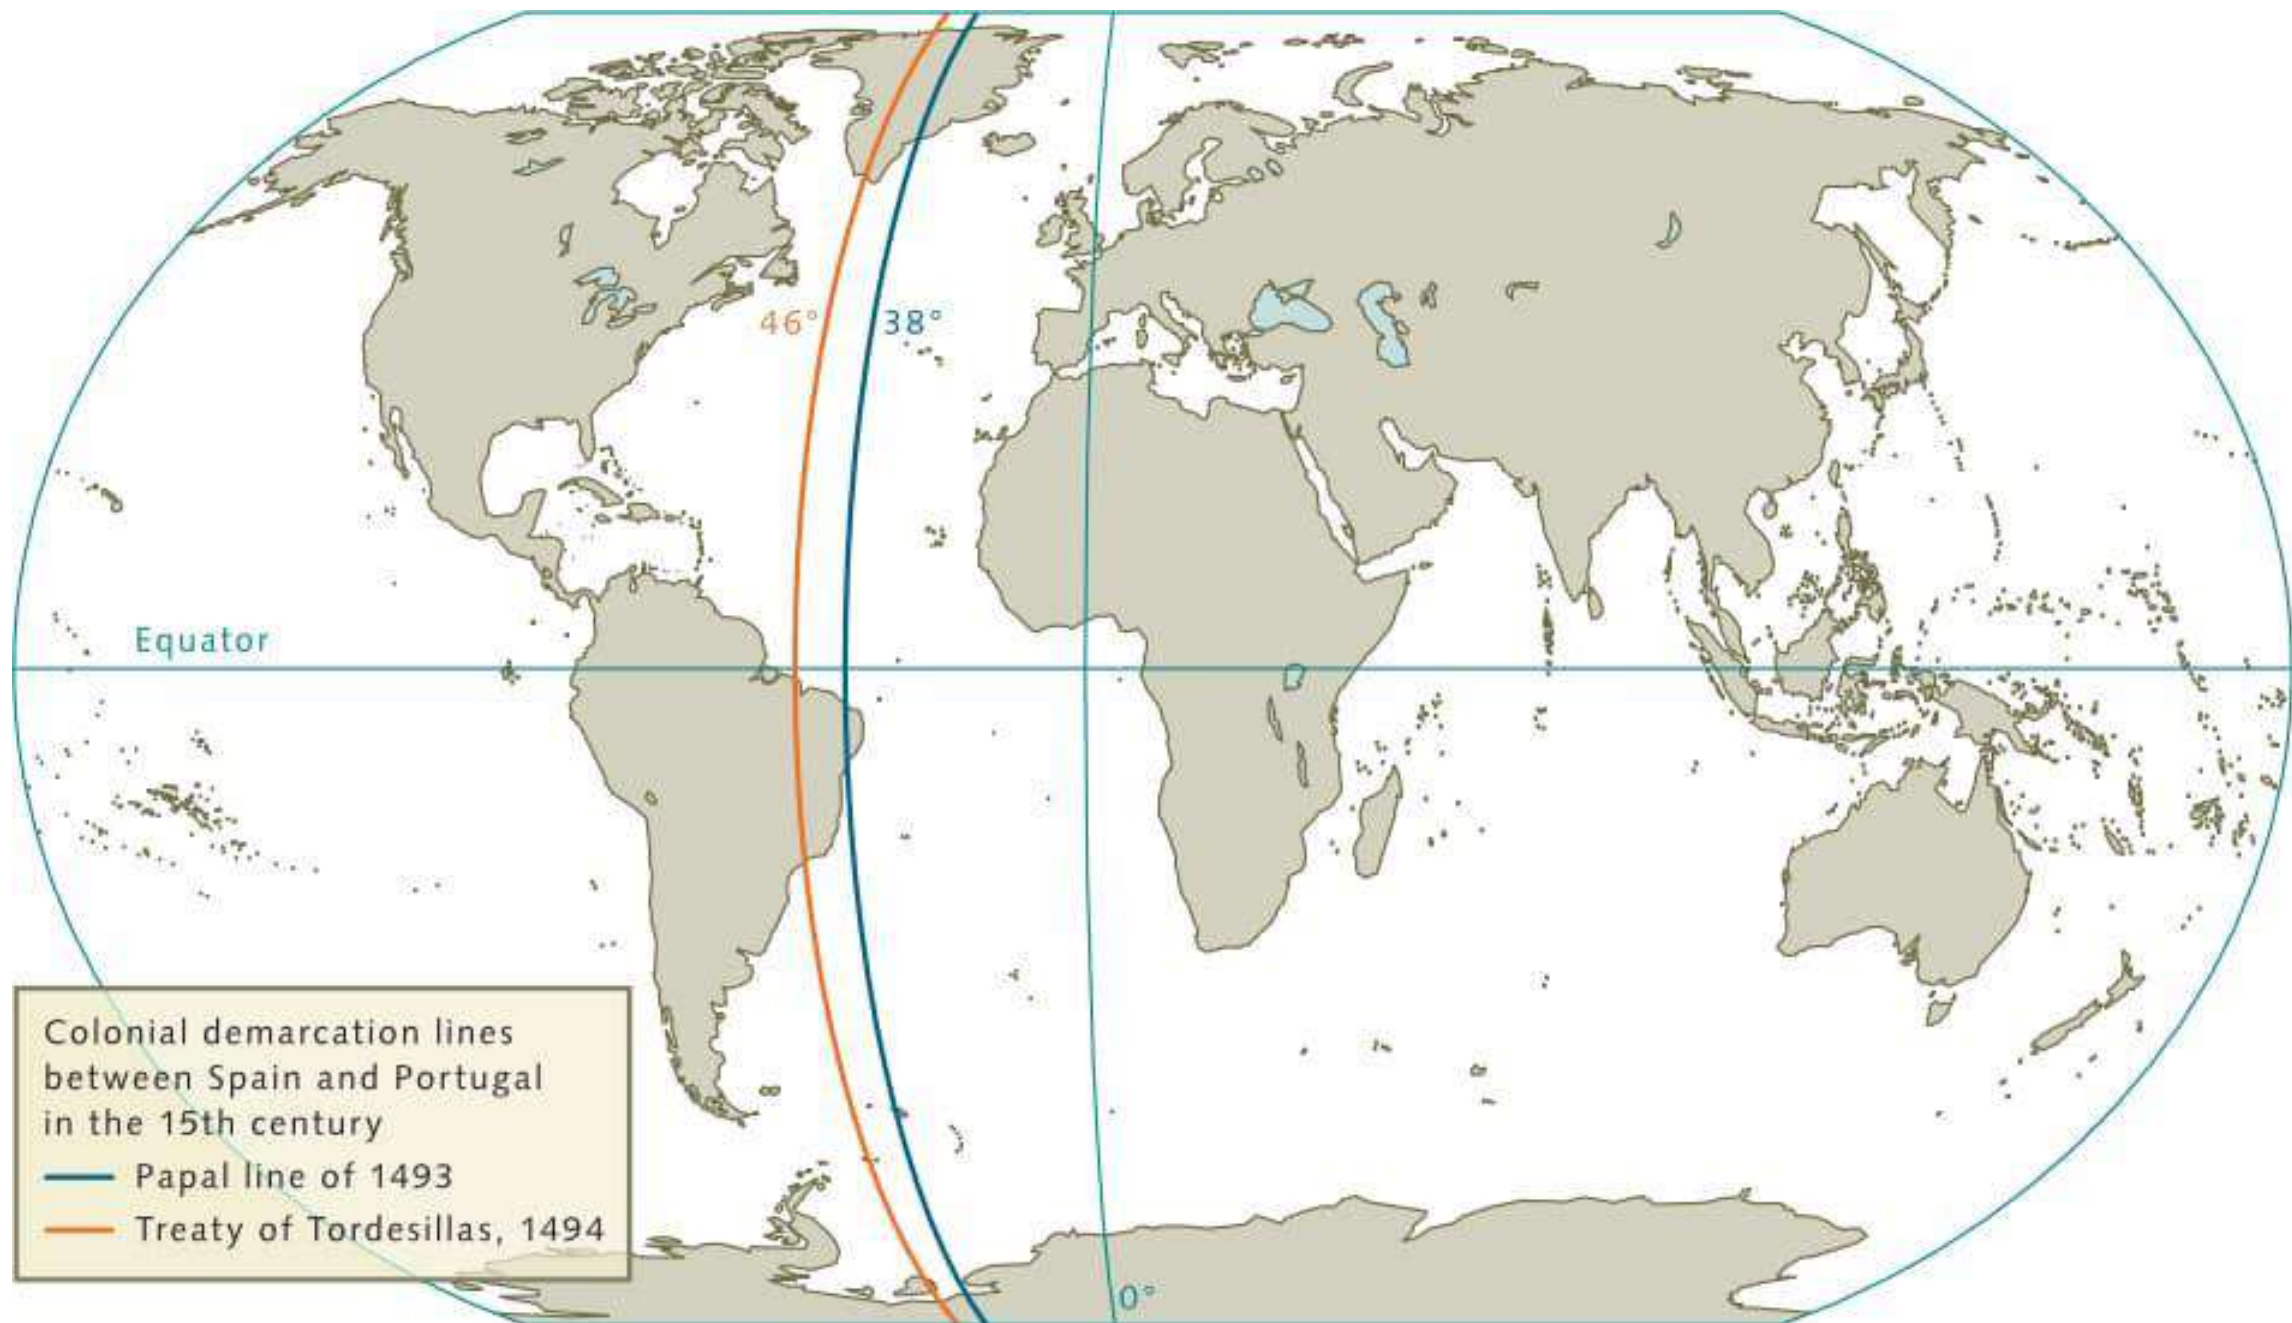 46°
38°
Equator
Colonial demarcation lines
between Spain and Portugal
in the 15th century
Papal line of 1493
Treaty of Tordesillas, 1494
0°